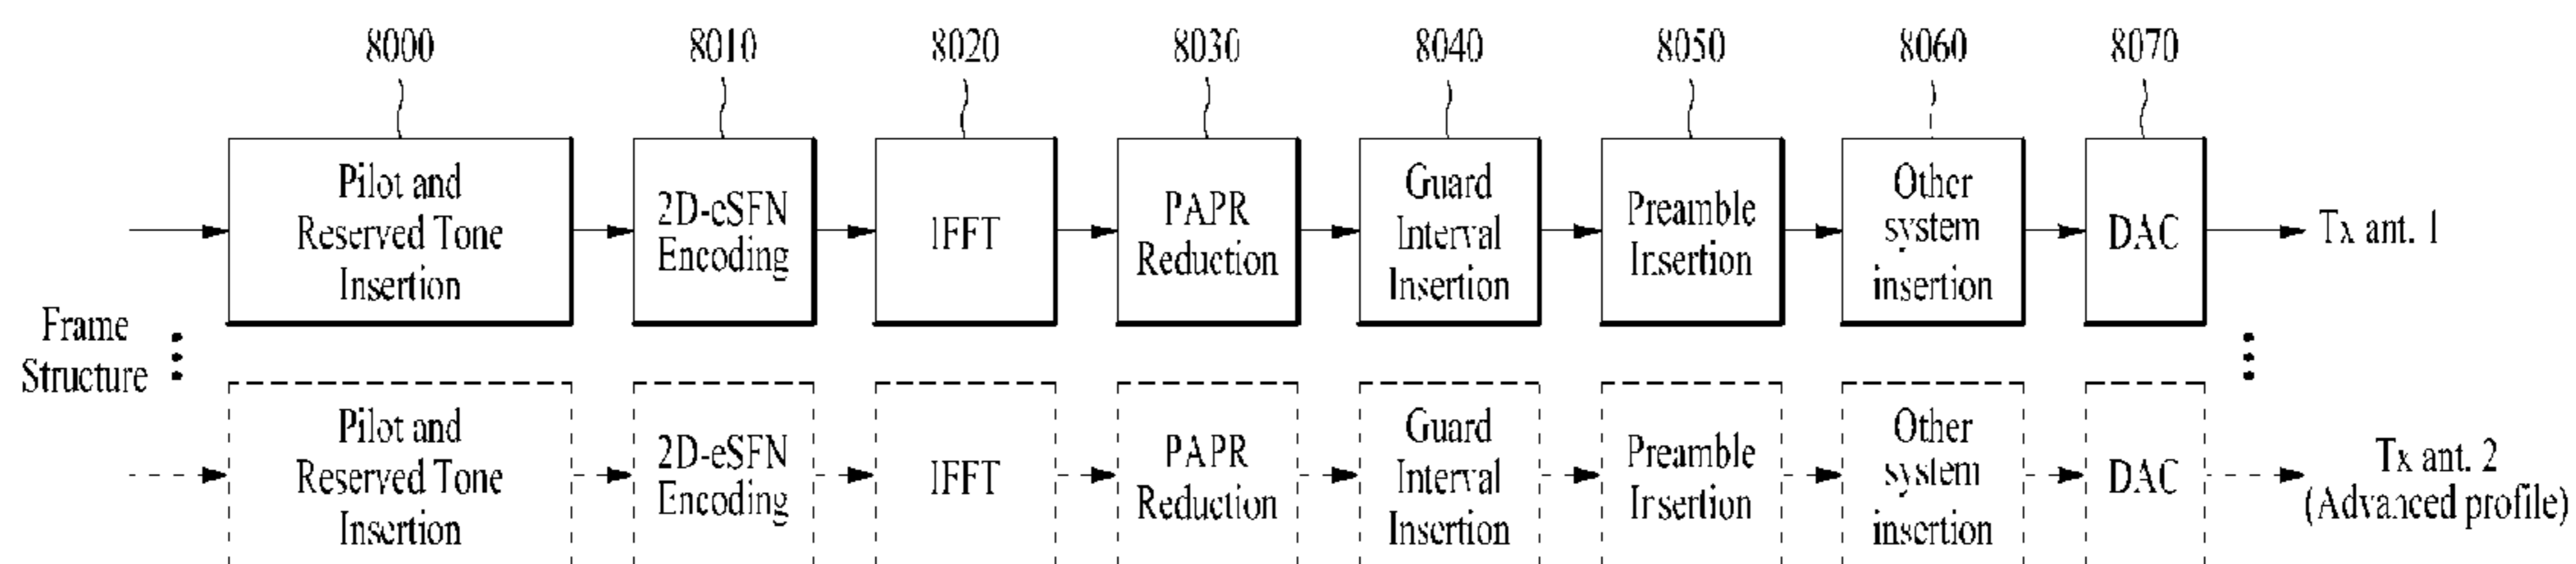 8000 8010 8020 8030 8040 8050 8060 8070
Pilot and
Reserved Tone
Insertion
2D-eSFN
Encoding
IFFT
PAPR
Reduction
Guard
Interval
Insertion
Preamble
Insertion
Other
system
insertion
DAC
Tx ant. 1
Frame
Structure
Pilot and
Reserved Tone
Insertion
2D-eSFN
Encoding
IFFT
PAPR
Reduction
Guard
Interval
Insertion
Preamble
Insertion
Other
system
insertion
DAC
Tx ant. 2
(Advanced profile)